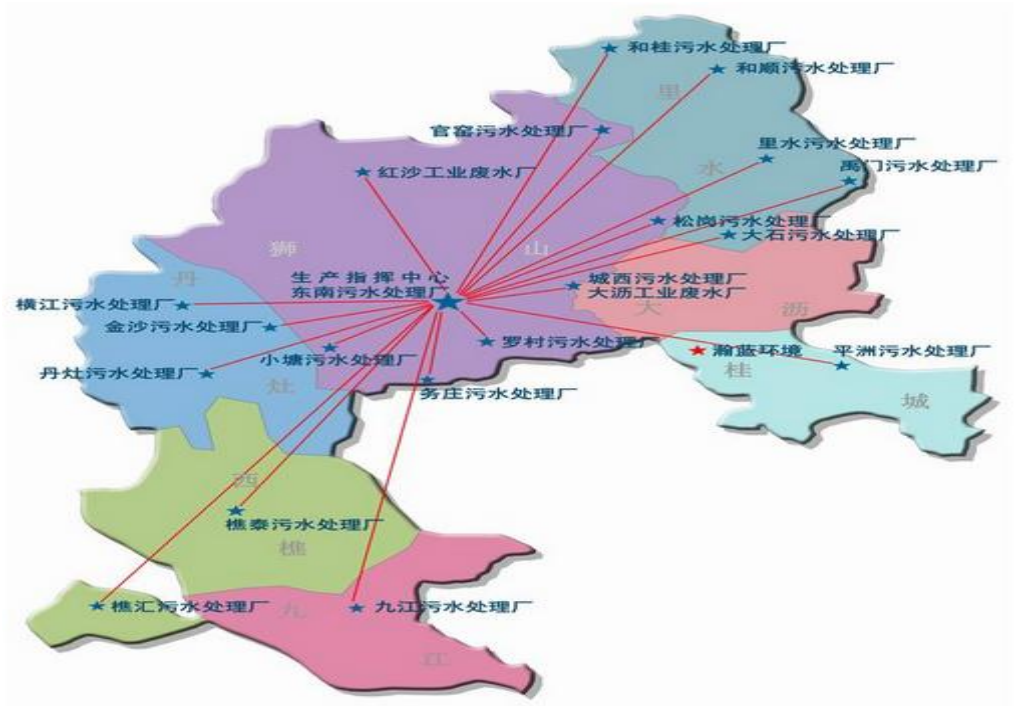 和桂污水处理厂
和顺污水处理厂
里
官窑污水处理厂
里水污水处理厂
禹门污水处理厂
水
红沙工业废水厂
松岗污水处理厂
大石污水处理厂
狮
山
丹
生产指挥中心
东南污水处理厂
城西污水处理厂
大沥工业废水厂
横江污水处理厂
大
沥
金沙污水处理厂
罗村污水处理厂
瀚蓝环境
平洲污水处理厂
小塘污水处理厂
丹灶污水处理厂
桂
灶
务庄污水处理厂
城
西
樵泰污水处理厂
樵
樵汇污水处理厂
九
九江污水处理厂
江